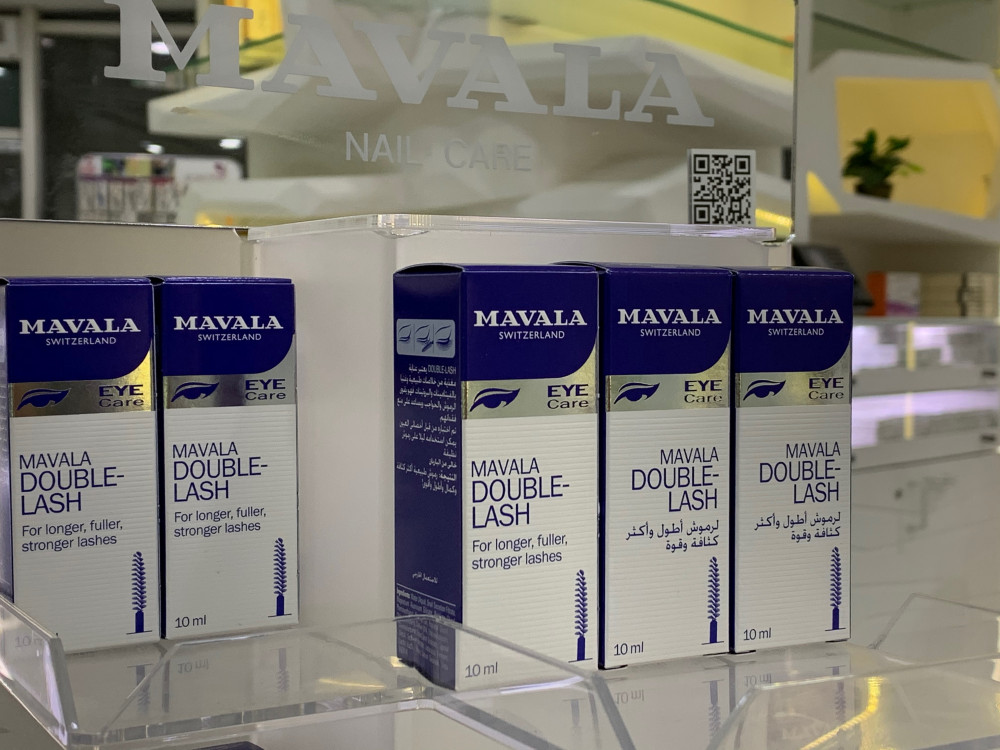 MAVALA
NAIL CARE
MAVALA
SWITZERLAND
EYE
Care
MAVALA
DOUBLE-
LASH
For longer, fuller,
stronger lashes
10 ml
MAVALA
SWITZERLAND
EYE
Care
MAVALA
DOUBLE-
LASH
For longer, fuller,
stronger lashes
10 ml
MAVALA
SWITZERLAND
EYE
Care
MAVALA
DOUBLE-
LASH
For longer, fuller,
stronger lashes
10 ml
MAVALA
SWITZERLAND
EYE
Care
MAVALA
DOUBLE-
LASH
لرموش أطول وأكثر
كثافة وقوة
10 ml
MAVALA
SWITZERLAND
EYE
Care
MAVALA
DOUBLE-
LASH
لرموش أطول وأكثر
كثافة وقوة
10 ml